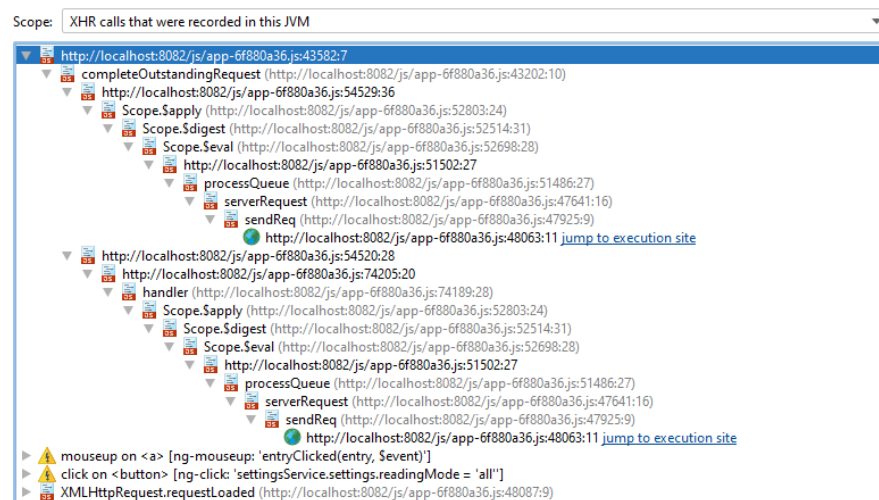 Scope: XHR calls that were recorded in this JVM
http://localhost:8082/js/app-6f880a36.js:43582:7
completeOutstandingRequest (http://localhost:8082/js/app-6f880a36.js:43202:10)
http://localhost:8082/js/app-6f880a36.js:54529:36
Scope.$apply (http://localhost:8082/js/app-6f880a36.js:52803:24)
Scope.$digest (http://localhost:8082/js/app-6f880a36.js:52514:31)
Scope.$eval (http://localhost:8082/js/app-6f880a36.js:52698:28)
http://localhost:8082/js/app-6f880a36.js:51502:27
processQueue (http://localhost:8082/js/app-6f880a36.js:51486:27)
serverRequest (http://localhost:8082/js/app-6f880a36.js:47641:16)
sendReq (http://localhost:8082/js/app-6f880a36.js:47925:9)
http://localhost:8082/js/app-6f880a36.js:48063:11 jump to execution site
http://localhost:8082/js/app-6f880a36.js:54520:28
http://localhost:8082/js/app-6f880a36.js:74205:20
handler (http://localhost:8082/js/app-6f880a36.js:74189:28)
Scope.$apply (http://localhost:8082/js/app-6f880a36.js:52803:24)
Scope.$digest (http://localhost:8082/js/app-6f880a36.js:52514:31)
Scope.$eval (http://localhost:8082/js/app-6f880a36.js:52698:28)
http://localhost:8082/js/app-6f880a36.js:51502:27
processQueue (http://localhost:8082/js/app-6f880a36.js:51486:27)
serverRequest (http://localhost:8082/js/app-6f880a36.js:47641:16)
sendReq (http://localhost:8082/js/app-6f880a36.js:47925:9)
http://localhost:8082/js/app-6f880a36.js:48063:11 jump to execution site
mouseup on <a> [ng-mouseup: 'entryClicked(entry, $event)']
click on <button> [ng-click: 'settingsService.settings.readingMode = 'all'']
XMLHttpRequest.requestLoaded (http://localhost:8082/js/app-6f880a36.js:48087:9)